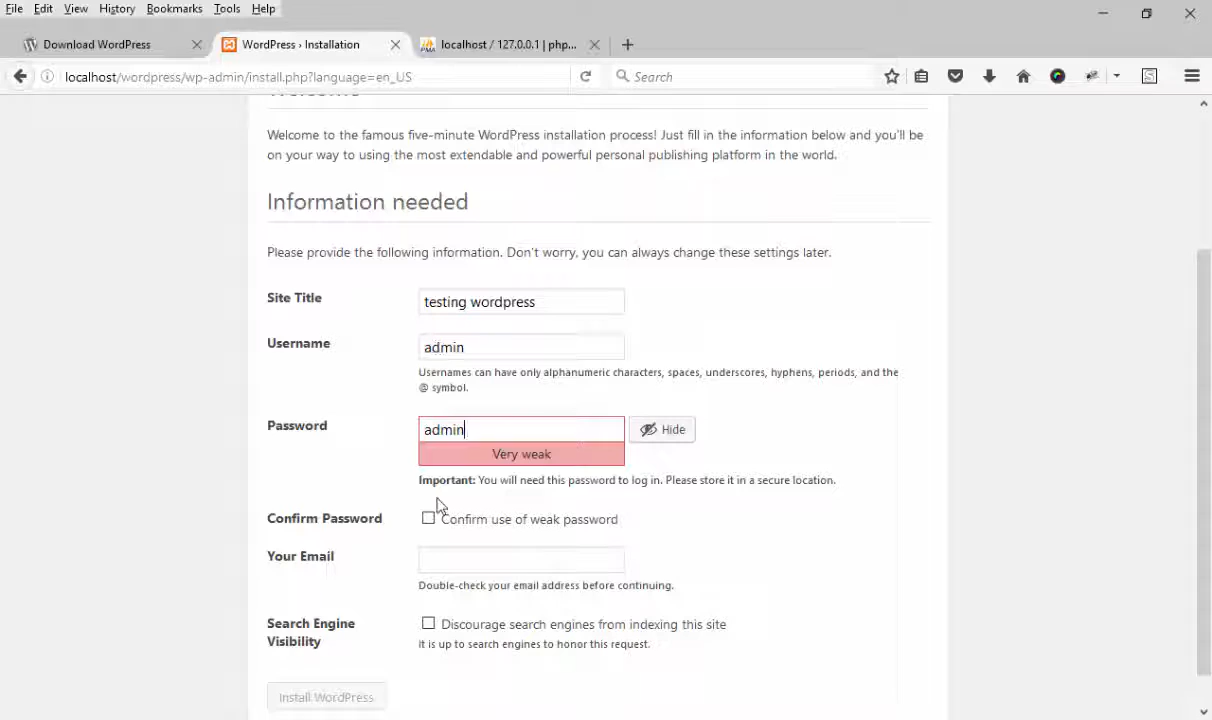 File Edit View History Bookmarks Tools Help
Download WordPress
WordPress › Installation
localhost / 127.0.0.1 | php...
localhost/wordpress/wp-admin/install.php?language=en_US
Search
Welcome
Welcome to the famous five-minute WordPress installation process! Just fill in the information below and you'll be
on your way to using the most extendable and powerful personal publishing platform in the world.
Information needed
Please provide the following information. Don't worry, you can always change these settings later.
Site Title
testing wordpress
Username
admin
Usernames can have only alphanumeric characters, spaces, underscores, hyphens, periods, and the
@ symbol.
Password
admin
Hide
Very weak
Important: You will need this password to log in. Please store it in a secure location.
Confirm Password
Confirm use of weak password
Your Email
Double-check your email address before continuing.
Search Engine
Visibility
Discourage search engines from indexing this site
It is up to search engines to honor this request.
Install WordPress